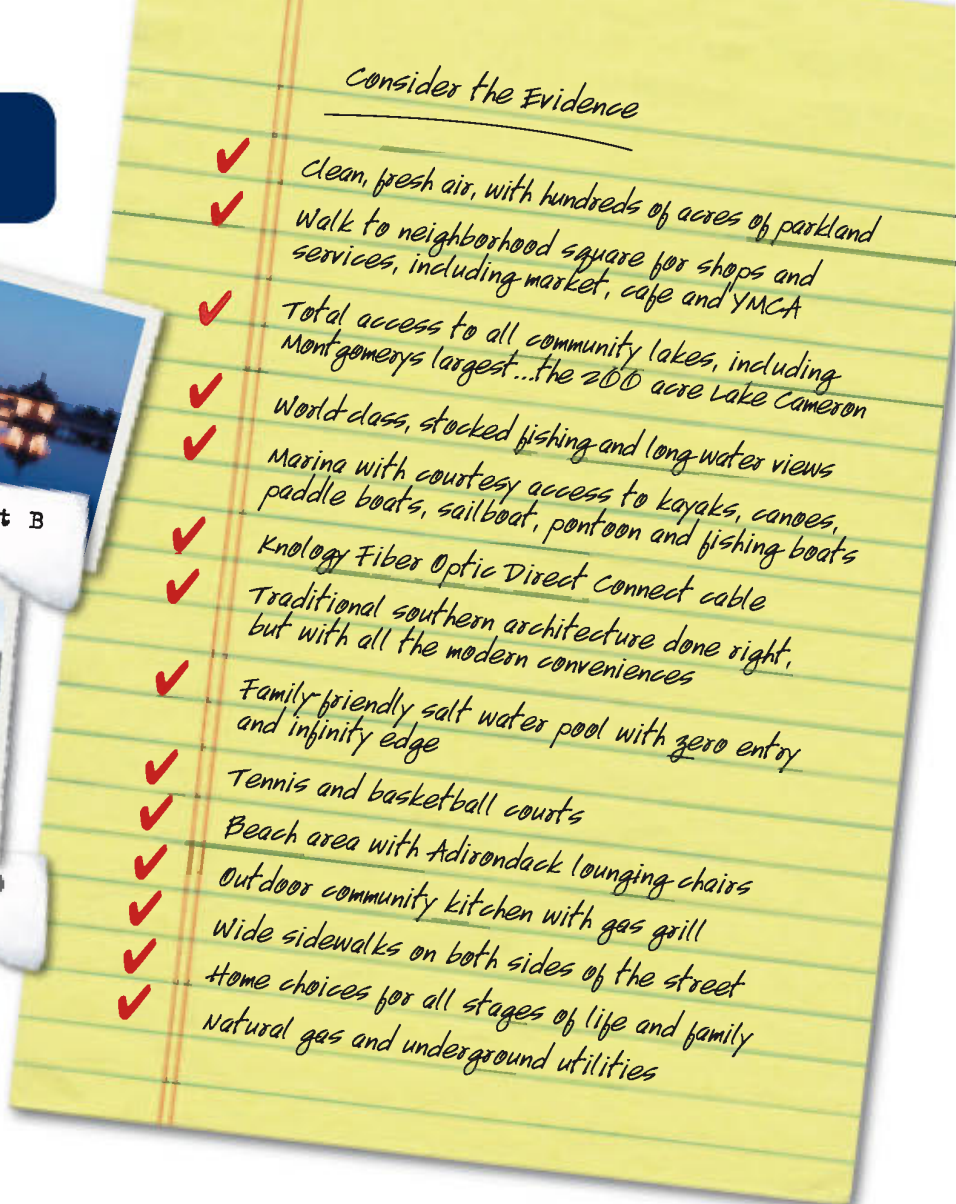 Consider the Evidence
Clean, fresh air, with hundreds of acres of parkland
Walk to neighborhood square for shops and
services, including market, cafe and YMCA
Total access to all community lakes, including
Montgomerys largest...the 200 acre Lake Cameron
World-class, stocked fishing and long water views
Marina with courtesy access to kayaks, canoes,
paddle boats, sailboat, pontoon and fishing boats
Knology Fiber Optic Direct Connect cable
Traditional southern architecture done right,
but with all the modern conveniences
Family-friendly salt water pool with zero entry
and infinity edge
Tennis and basketball courts
Beach area with Adirondack lounging chairs
Outdoor community kitchen with gas grill
Wide sidewalks on both sides of the street
Home choices for all stages of life and family
Natural gas and underground utilities
t B